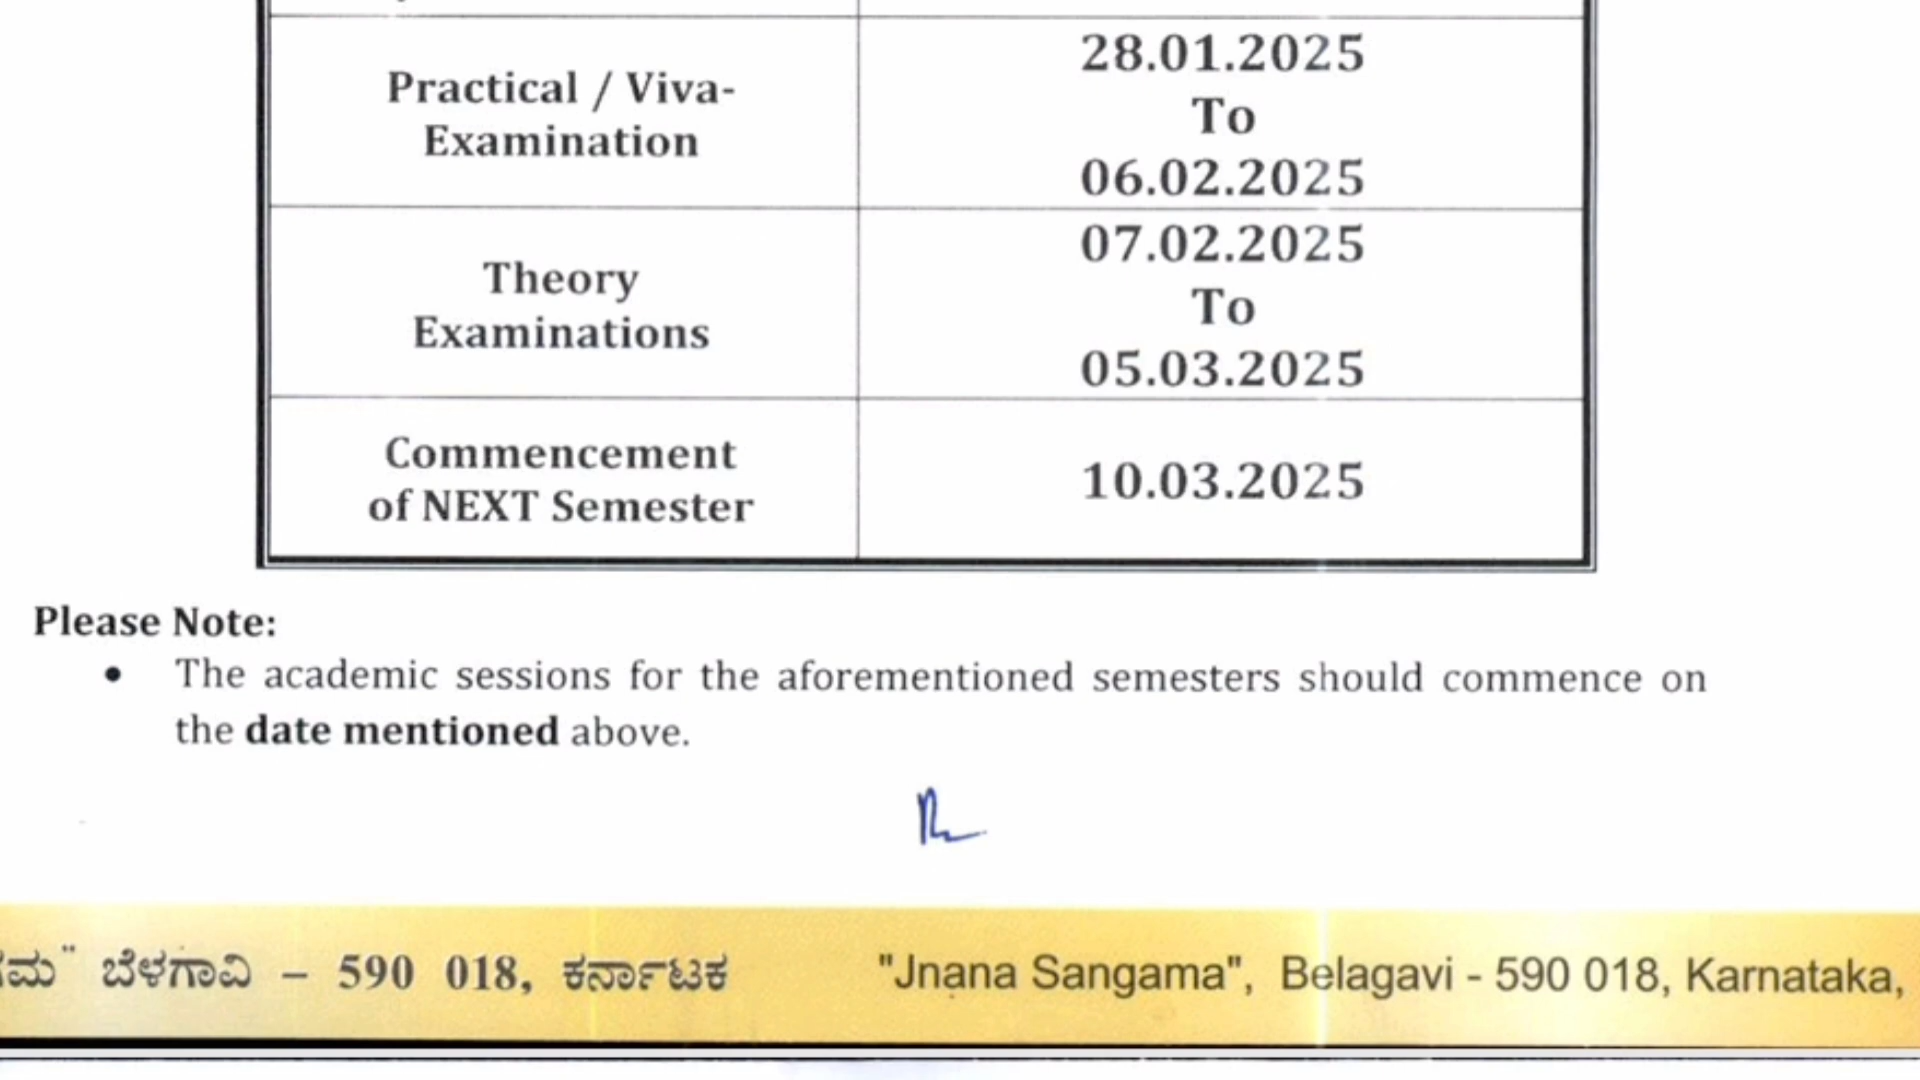 Practical / Viva-
Examination
28.01.2025
To
06.02.2025
Theory
Examinations
07.02.2025
To
05.03.2025
Commencement
of NEXT Semester
10.03.2025
Please Note:
• The academic sessions for the aforementioned semesters should commence on
the date mentioned above.
ಬೆಳಗಾವಿ – 590 018, ಕರ್ನಾಟಕ
"Jnana Sangama", Belagavi - 590 018, Karnataka,